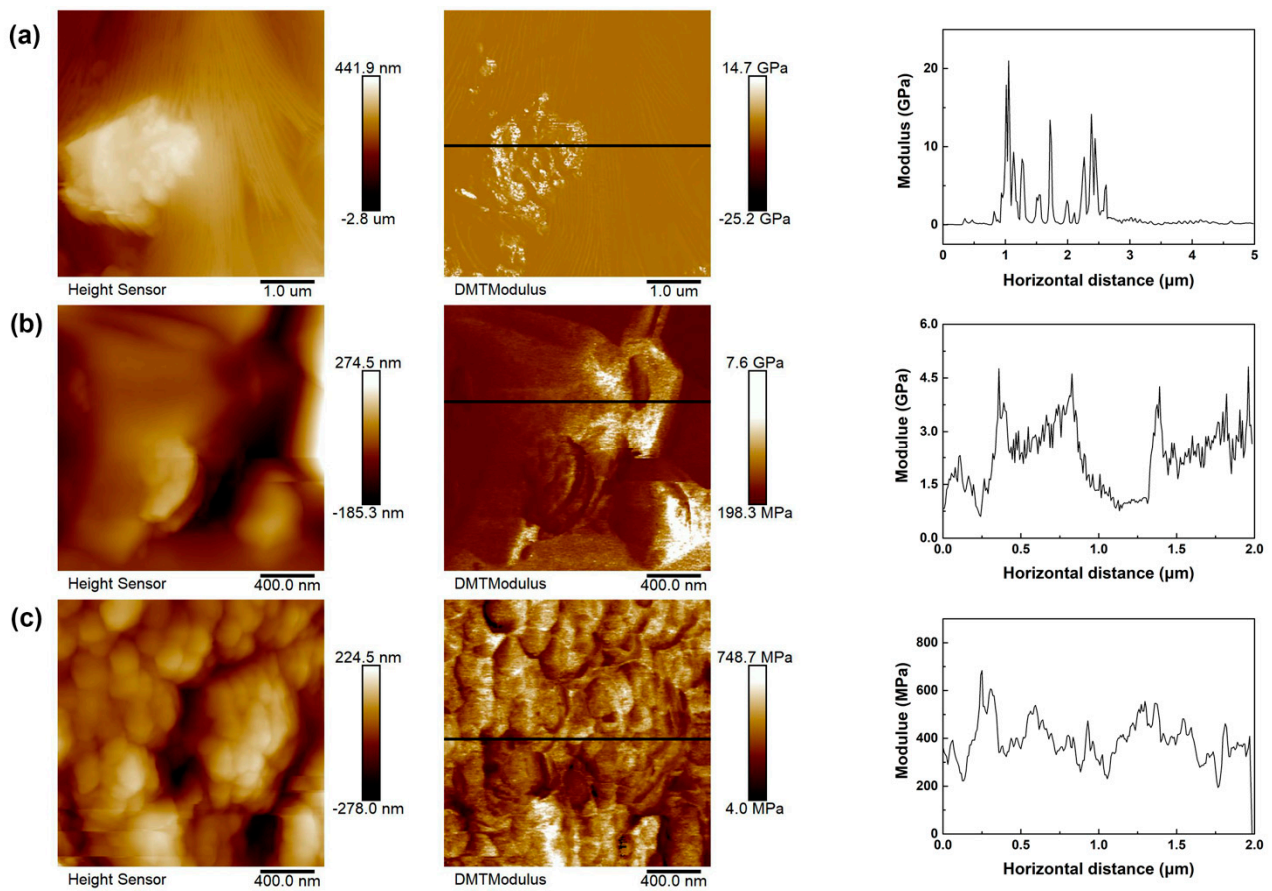 (a)
441.9 nm
-2.8 um
Height Sensor
1.0 um
14.7 GPa
-25.2 GPa
DMTModulus
1.0 um
Modulus (GPa)
20
10
0
0 1 2 3 4 5
Horizontal distance (µm)
(b)
274.5 nm
-185.3 nm
Height Sensor
400.0 nm
7.6 GPa
198.3 MPa
DMTModulus
400.0 nm
Modulue (GPa)
6.0
4.5
3.0
1.5
0.0
0.0 0.5 1.0 1.5 2.0
Horizontal distance (µm)
(c)
224.5 nm
-278.0 nm
Height Sensor
400.0 nm
748.7 MPa
4.0 MPa
DMTModulus
400.0 nm
Modulue (MPa)
800
600
400
200
0
0.0 0.5 1.0 1.5 2.0
Horizontal distance (µm)